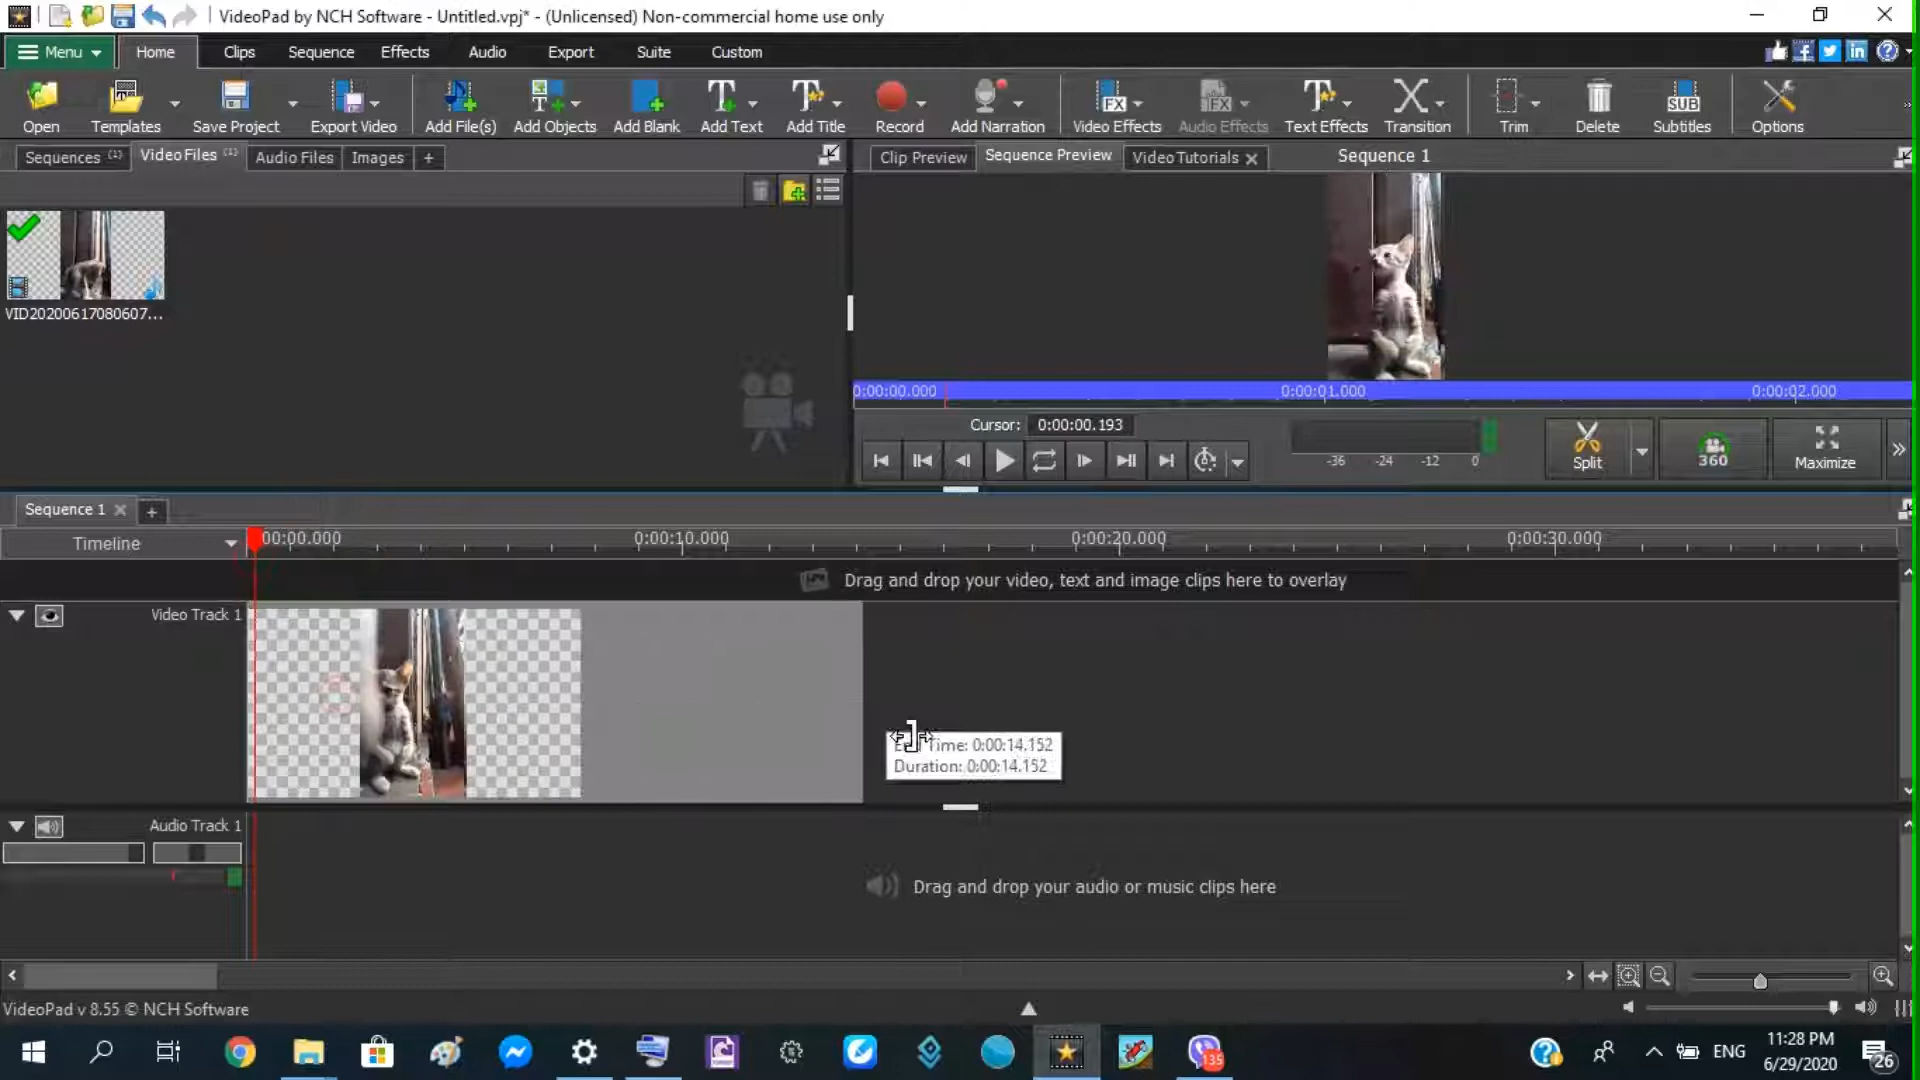 VideoPad by NCH Software - Untitled.vpj* - (Unlicensed) Non-commercial home use only
Menu Home Clips Sequence Effects Audio Export Suite Custom
Open Templates Save Project Export Video Add File(s) Add Objects Add Blank Add Text Add Title Record Add Narration Video Effects Audio Effects Text Effects Transition Trim Delete Subtitles Options
Sequences (1) Video Files (1) Audio Files Images +
Clip Preview Sequence Preview Video Tutorials Sequence 1
VID20200617080607...
0:00:00.000 0:00:01.000 0:00:02.000
Cursor: 0:00:00.193
-36 -24 -12 0
Split 360 Maximize
Sequence 1
Timeline
00:00.000 0:00:10.000 0:00:20.000 0:00:30.000
Drag and drop your video, text and image clips here to overlay
Video Track 1
Time: 0:00:14.152
Duration: 0:00:14.152
Audio Track 1
Drag and drop your audio or music clips here
VideoPad v 8.55 © NCH Software
135
ENG
11:28 PM
6/29/2020
26